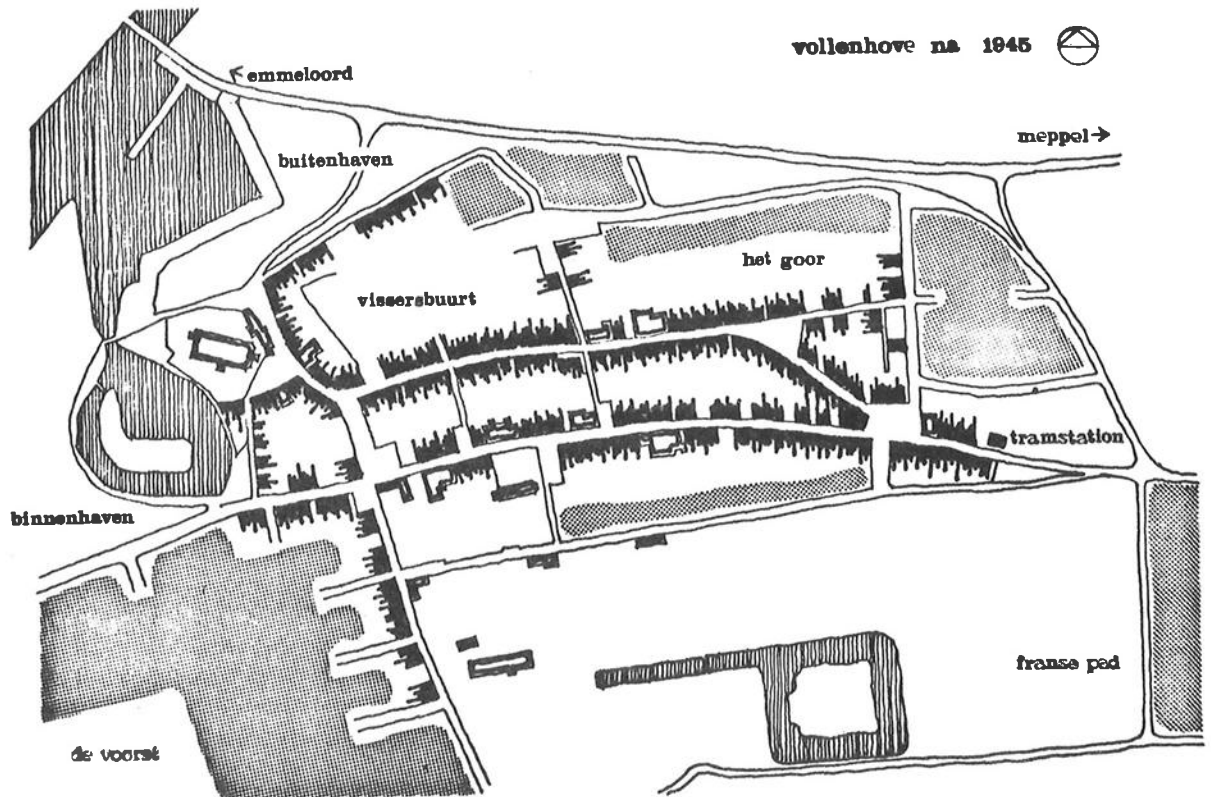 vollenhove na 1945
emmeloord
meppel→
buitenhaven
het goor
vissersbuurt
tramstation
binnenhaven
franse pad
de voorst